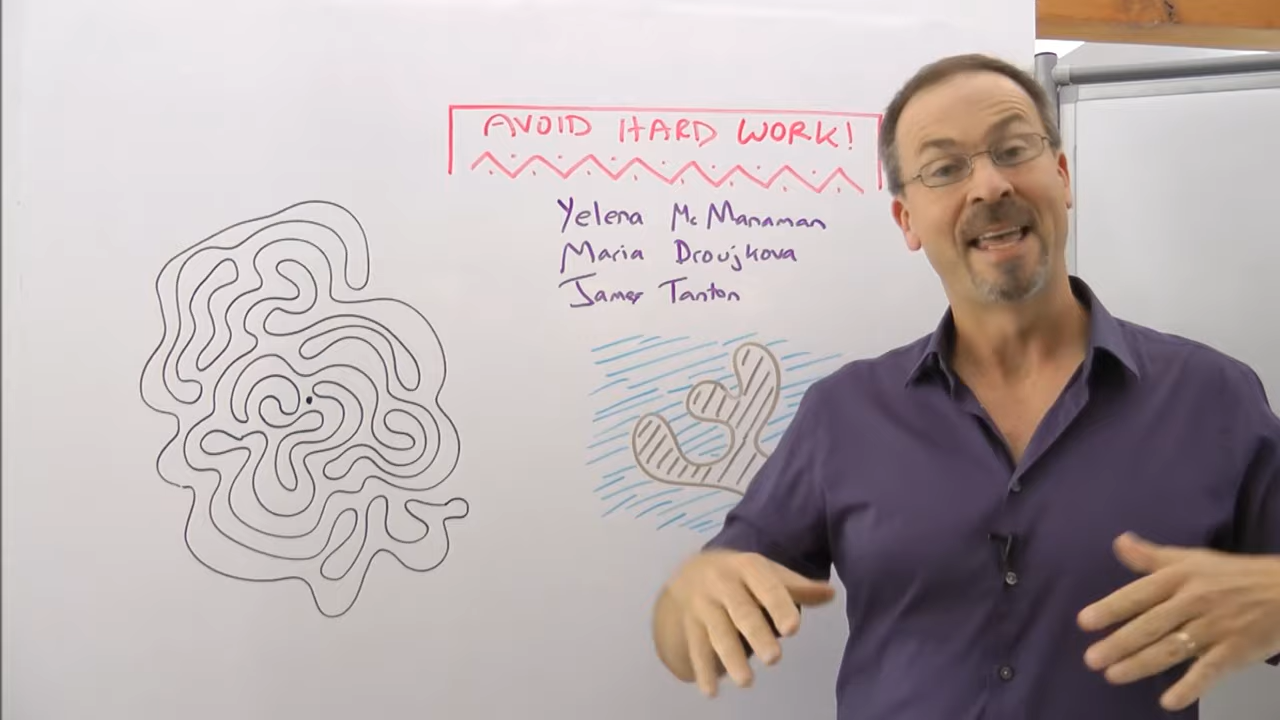 AVOID HARD WORK!
Yelena McManaman
Maria Droujkova
James Tanton